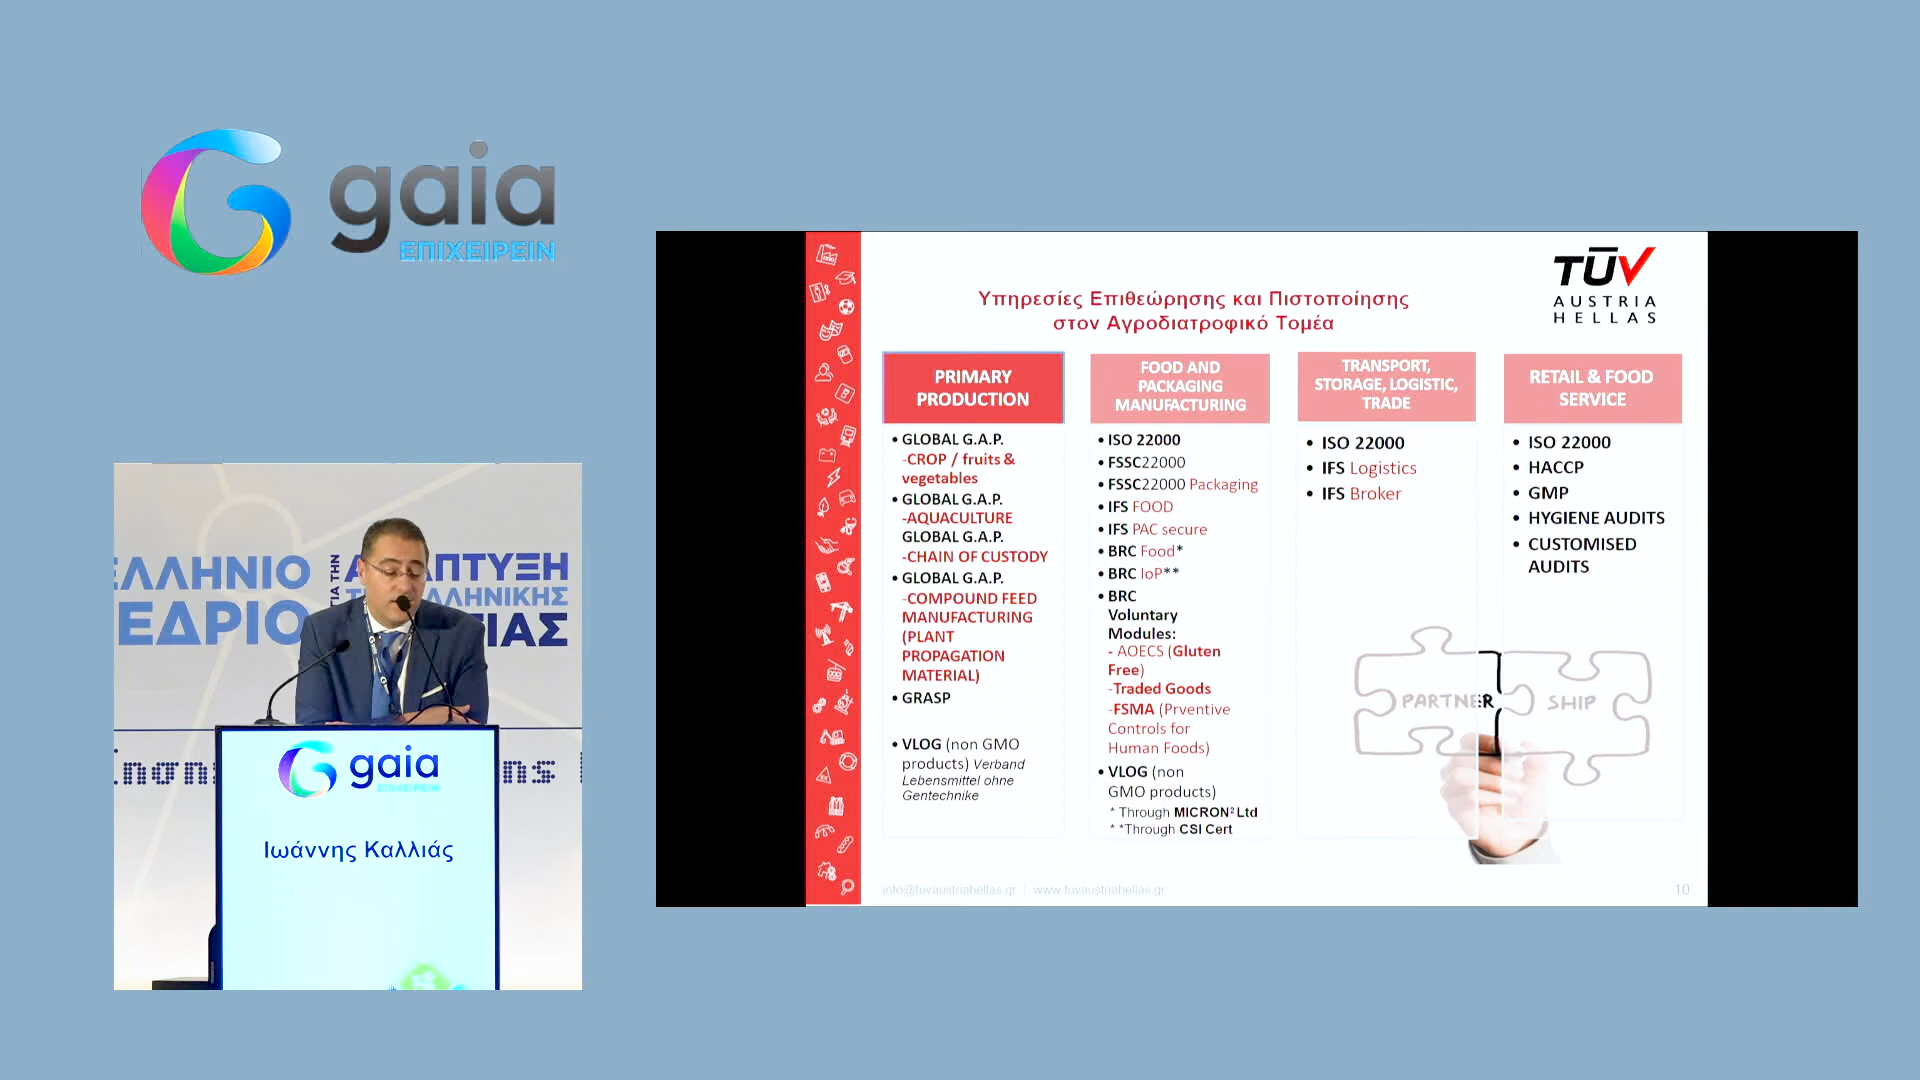 gaia
ΕΠΙΧΕΙΡΕΙΝ
ΕΛΛΗΝΙΟ
ΕΔΡΙΟ
ΓΙΑ ΤΗΝ
gaia
ΕΠΙΧΕΙΡΕΙΝ
Ιωάννης Καλλιάς
TÜV
AUSTRIA
HELLAS
Υπηρεσίες Επιθεώρησης και Πιστοποίησης
στον Αγροδιατροφικό Τομέα
PRIMARY
PRODUCTION
• GLOBAL G.A.P.
-CROP / fruits &
vegetables
• GLOBAL G.A.P.
-AQUACULTURE
GLOBAL G.A.P.
-CHAIN OF CUSTODY
• GLOBAL G.A.P.
-COMPOUND FEED
MANUFACTURING
(PLANT
PROPAGATION
MATERIAL)
• GRASP
• VLOG (non GMO
products) Verband
Lebensmittel ohne
Gentechnike
FOOD AND
PACKAGING
MANUFACTURING
• ISO 22000
• FSSC22000
• FSSC22000 Packaging
• IFS FOOD
• IFS PAC secure
• BRC Food*
• BRC IoP**
• BRC
Voluntary
Modules:
- AOECS (Gluten
Free)
-Traded Goods
-FSMA (Prventive
Controls for
Human Foods)
• VLOG (non
GMO products)
* Through MICRON² Ltd
* *Through CSI Cert
TRANSPORT,
STORAGE, LOGISTIC,
TRADE
• ISO 22000
• IFS Logistics
• IFS Broker
RETAIL & FOOD
SERVICE
• ISO 22000
• HACCP
• GMP
• HYGIENE AUDITS
• CUSTOMISED
AUDITS
PARTNER SHIP
info@tuvaustriahellas.gr | www.tuvaustriahellas.gr
10